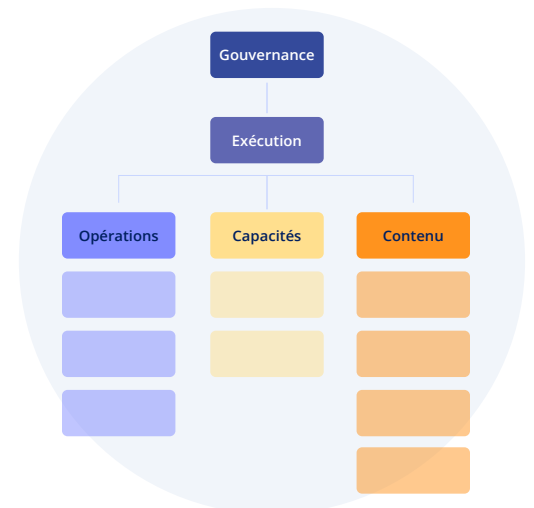 Gouvernance
Exécution
Opérations
Capacités
Contenu